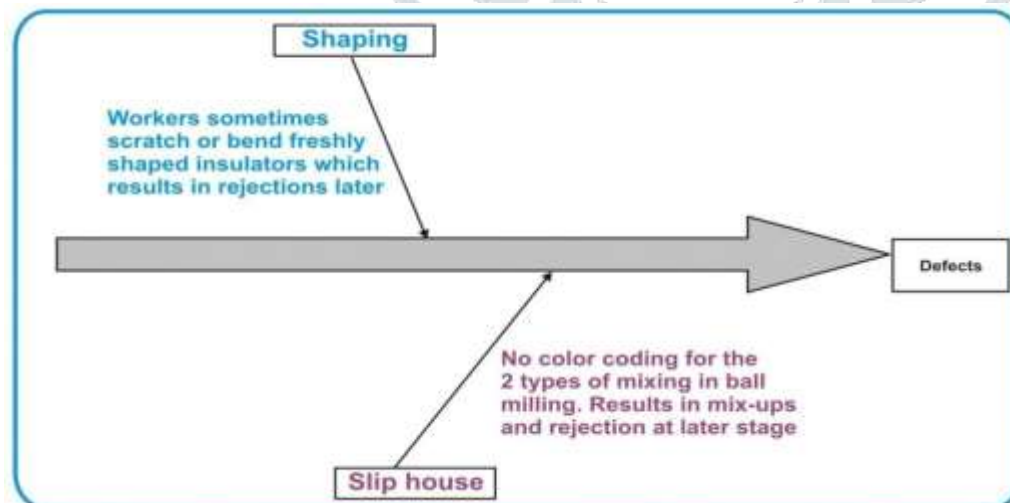 Shaping
Workers sometimes
scratch or bend freshly
shaped insulators which
results in rejections later
Defects
No color coding for the
2 types of mixing in ball
milling. Results in mix-ups
and rejection at later stage
Slip house